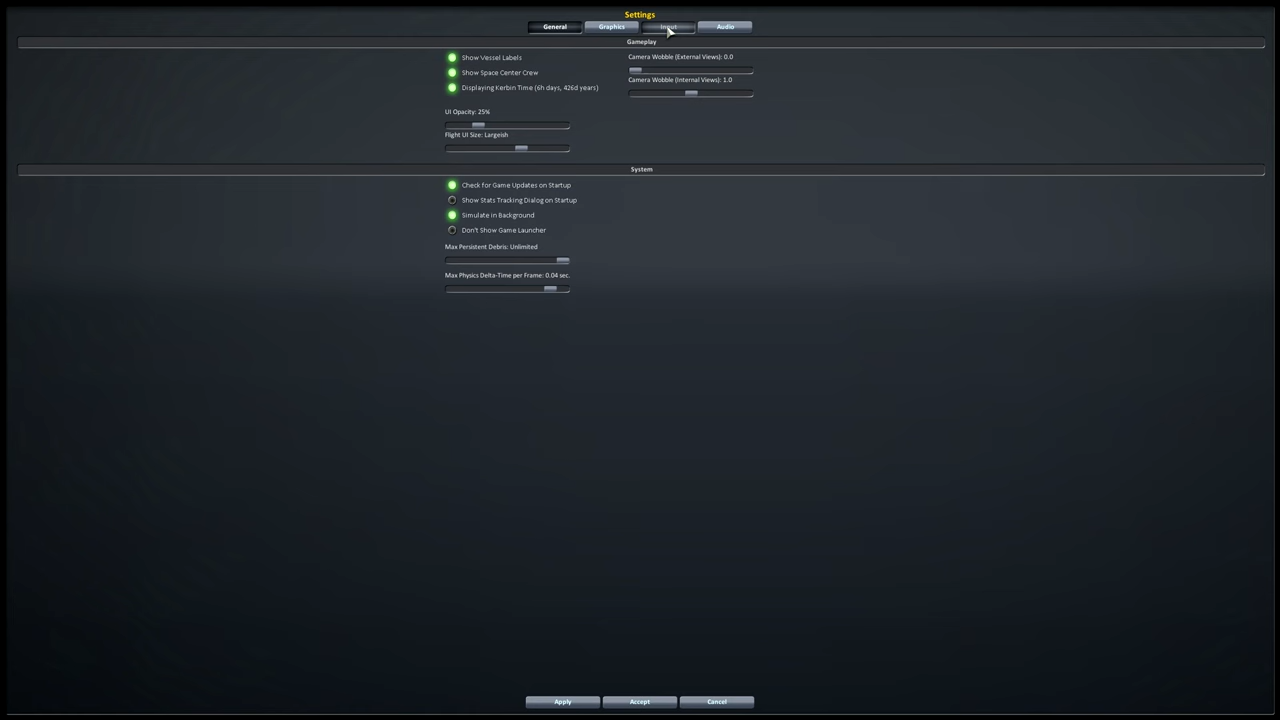 Settings
General Graphics Input Audio
Gameplay
Show Vessel Labels
Show Space Center Crew
Displaying Kerbin Time (6h days, 426d years)
UI Opacity: 25%
Flight UI Size: Largeish
Camera Wobble (External Views): 0.0
Camera Wobble (Internal Views): 1.0
System
Check for Game Updates on Startup
Show Stats Tracking Dialog on Startup
Simulate in Background
Don't Show Game Launcher
Max Persistent Debris: Unlimited
Max Physics Delta-Time per Frame: 0.04 sec.
Apply Accept Cancel